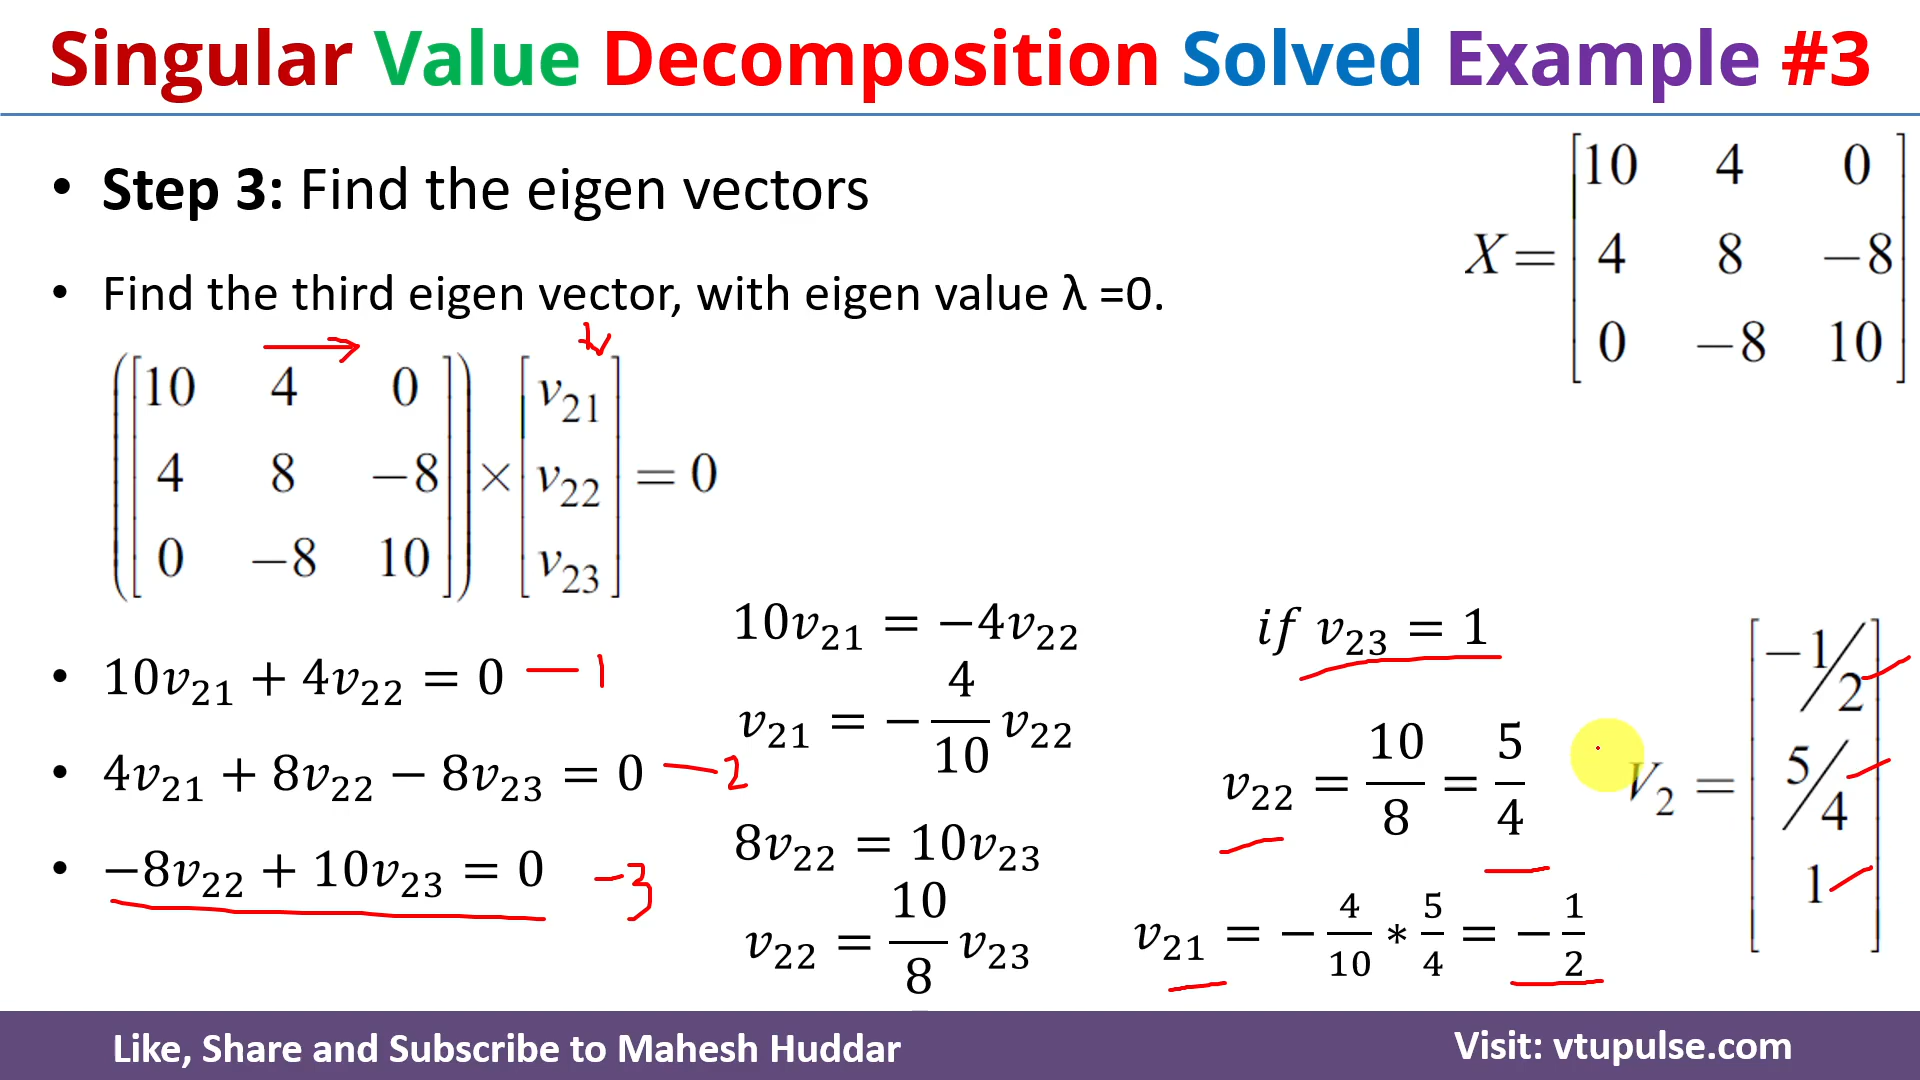 Singular Value Decomposition Solved Example #3
• Step 3: Find the eigen vectors
X = [10 4 0
4 8 −8
0 −8 10]
• Find the third eigen vector, with eigen value λ =0.
([10 4 0
4 8 −8
0 −8 10]) × [v21
v22
v23] = 0
• 10v21 + 4v22 = 0 — 1
• 4v21 + 8v22 − 8v23 = 0 — 2
• −8v22 + 10v23 = 0 − 3
10v21 = −4v22
v21 = − 4/10 v22
8v22 = 10v23
v22 = 10/8 v23
if v23 = 1
v22 = 10/8 = 5/4
v21 = − 4/10 ∗ 5/4 = − 1/2
V2 = [−1/2
5/4
1]
Like, Share and Subscribe to Mahesh Huddar
Visit: vtupulse.com